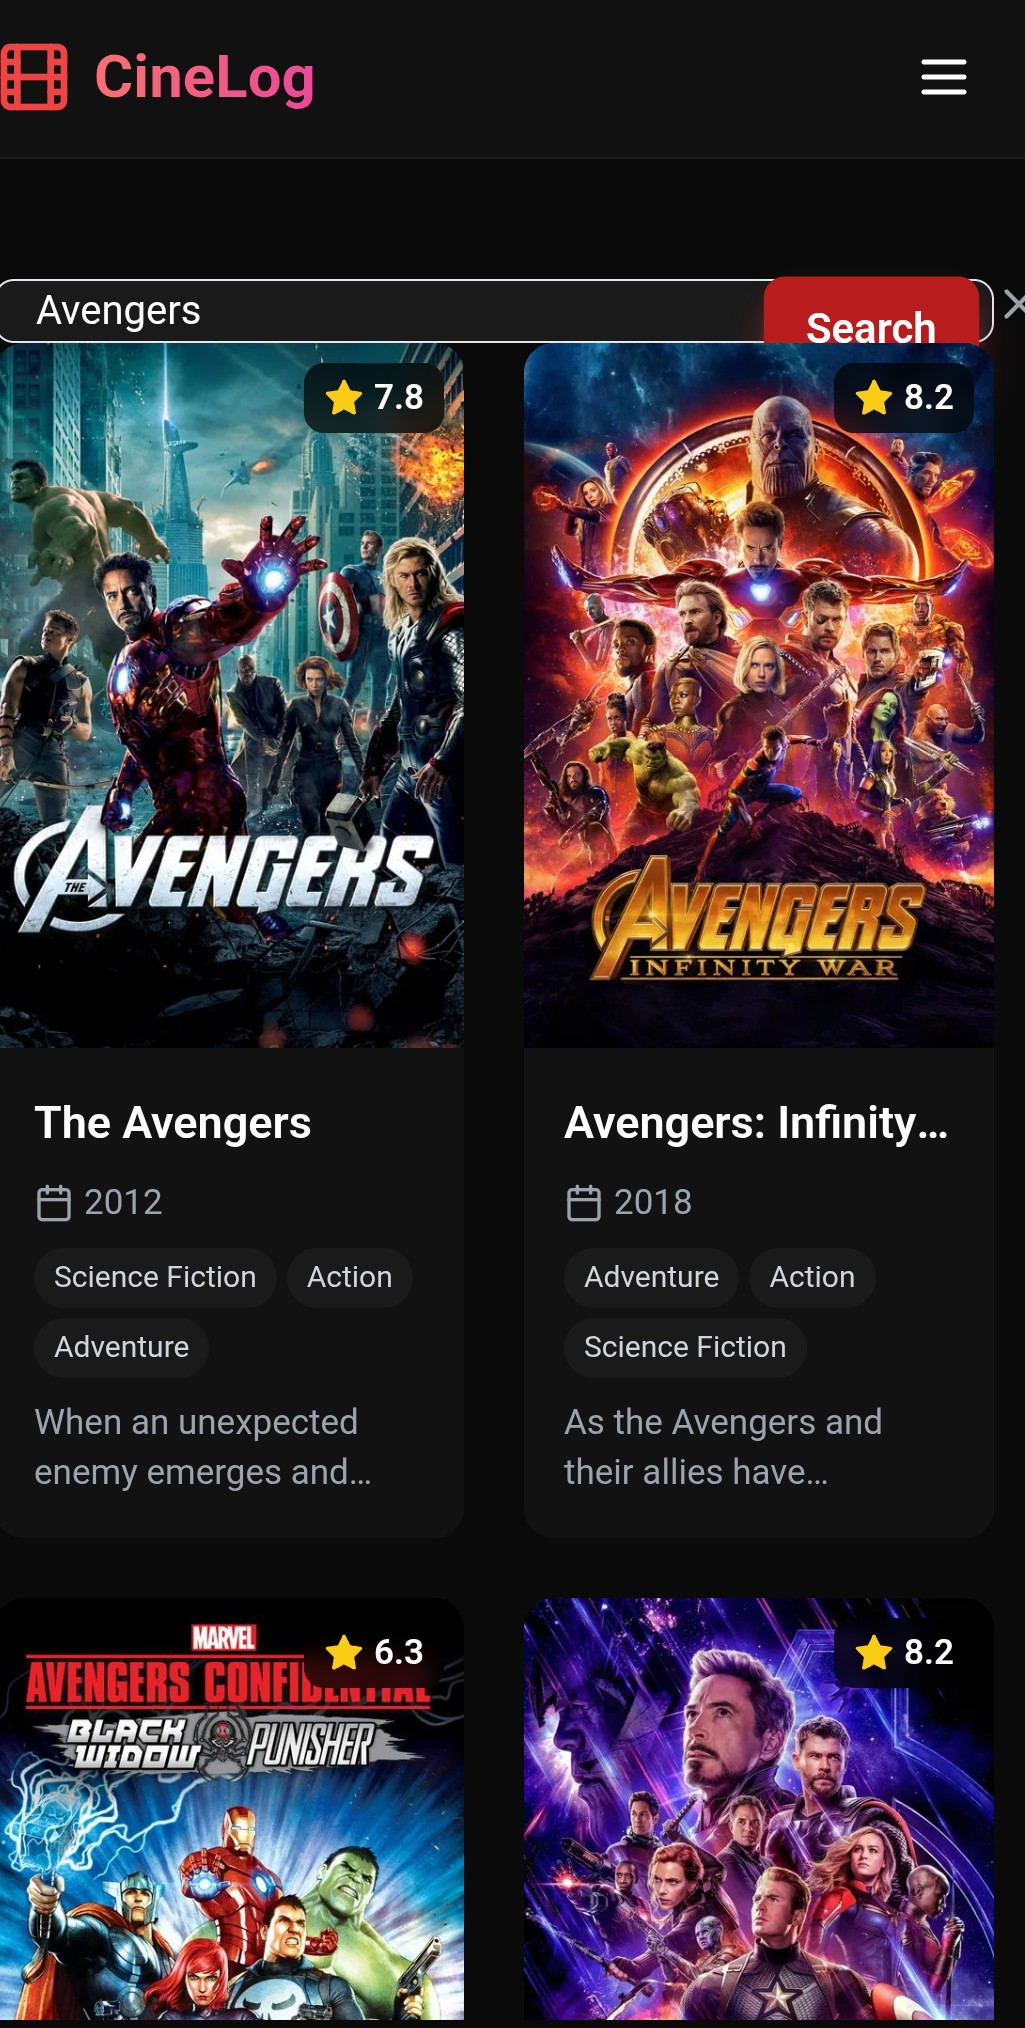 CineLog
Avengers
Search
7.8
8.2
THE AVENGERS
AVENGERS
INFINITY WAR
The Avengers
Avengers: Infinity...
2012
2018
Science Fiction
Action
Adventure
Action
Adventure
Science Fiction
When an unexpected
enemy emerges and...
As the Avengers and
their allies have...
MARVEL
6.3
8.2
AVENGERS CONFIDENTIAL
BLACK WIDOW
PUNISHER